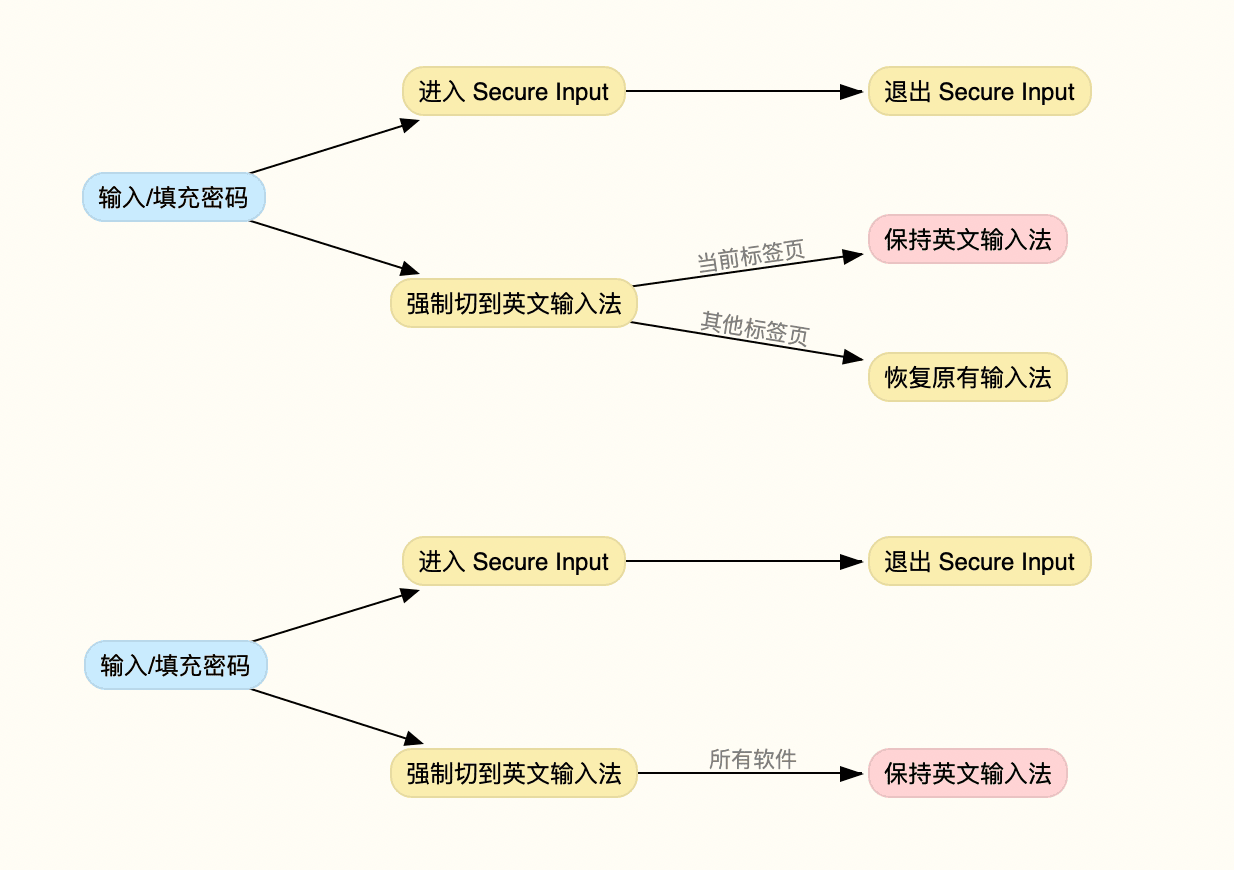 进入 Secure Input
退出 Secure Input
输入/填充密码
当前标签页
保持英文输入法
强制切到英文输入法
其他标签页
恢复原有输入法
进入 Secure Input
退出 Secure Input
输入/填充密码
强制切到英文输入法
所有软件
保持英文输入法